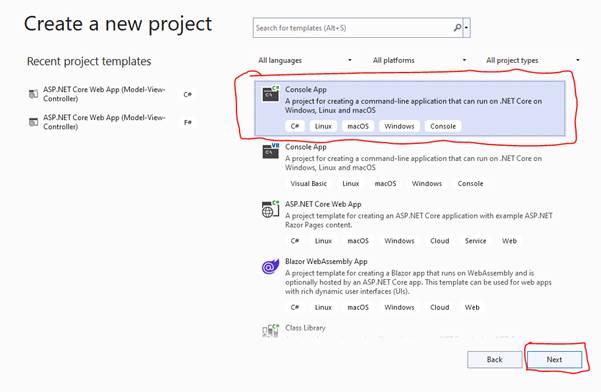 Create a new project
Search for templates (Alt+S)
Recent project templates
All languages
All platforms
All project types
ASP.NET Core Web App (Model-View-
Controller)
C#
ASP.NET Core Web App (Model-View-
Controller)
F#
Console App
A project for creating a command-line application that can run on .NET Core on
Windows, Linux and macOS
C# Linux macOS Windows Console
Console App
A project for creating a command-line application that can run on .NET Core on
Windows, Linux and macOS
Visual Basic Linux macOS Windows Console
ASP.NET Core Web App
A project template for creating an ASP.NET Core application with example ASP.NET
Razor Pages content.
C# Linux macOS Windows Cloud Service Web
Blazor WebAssembly App
A project template for creating a Blazor app that runs on WebAssembly and is
optionally hosted by an ASP.NET Core app. This template can be used for web apps
with rich dynamic user interfaces (UIs).
C# Linux macOS Windows Cloud Web
Class Library
Back
Next